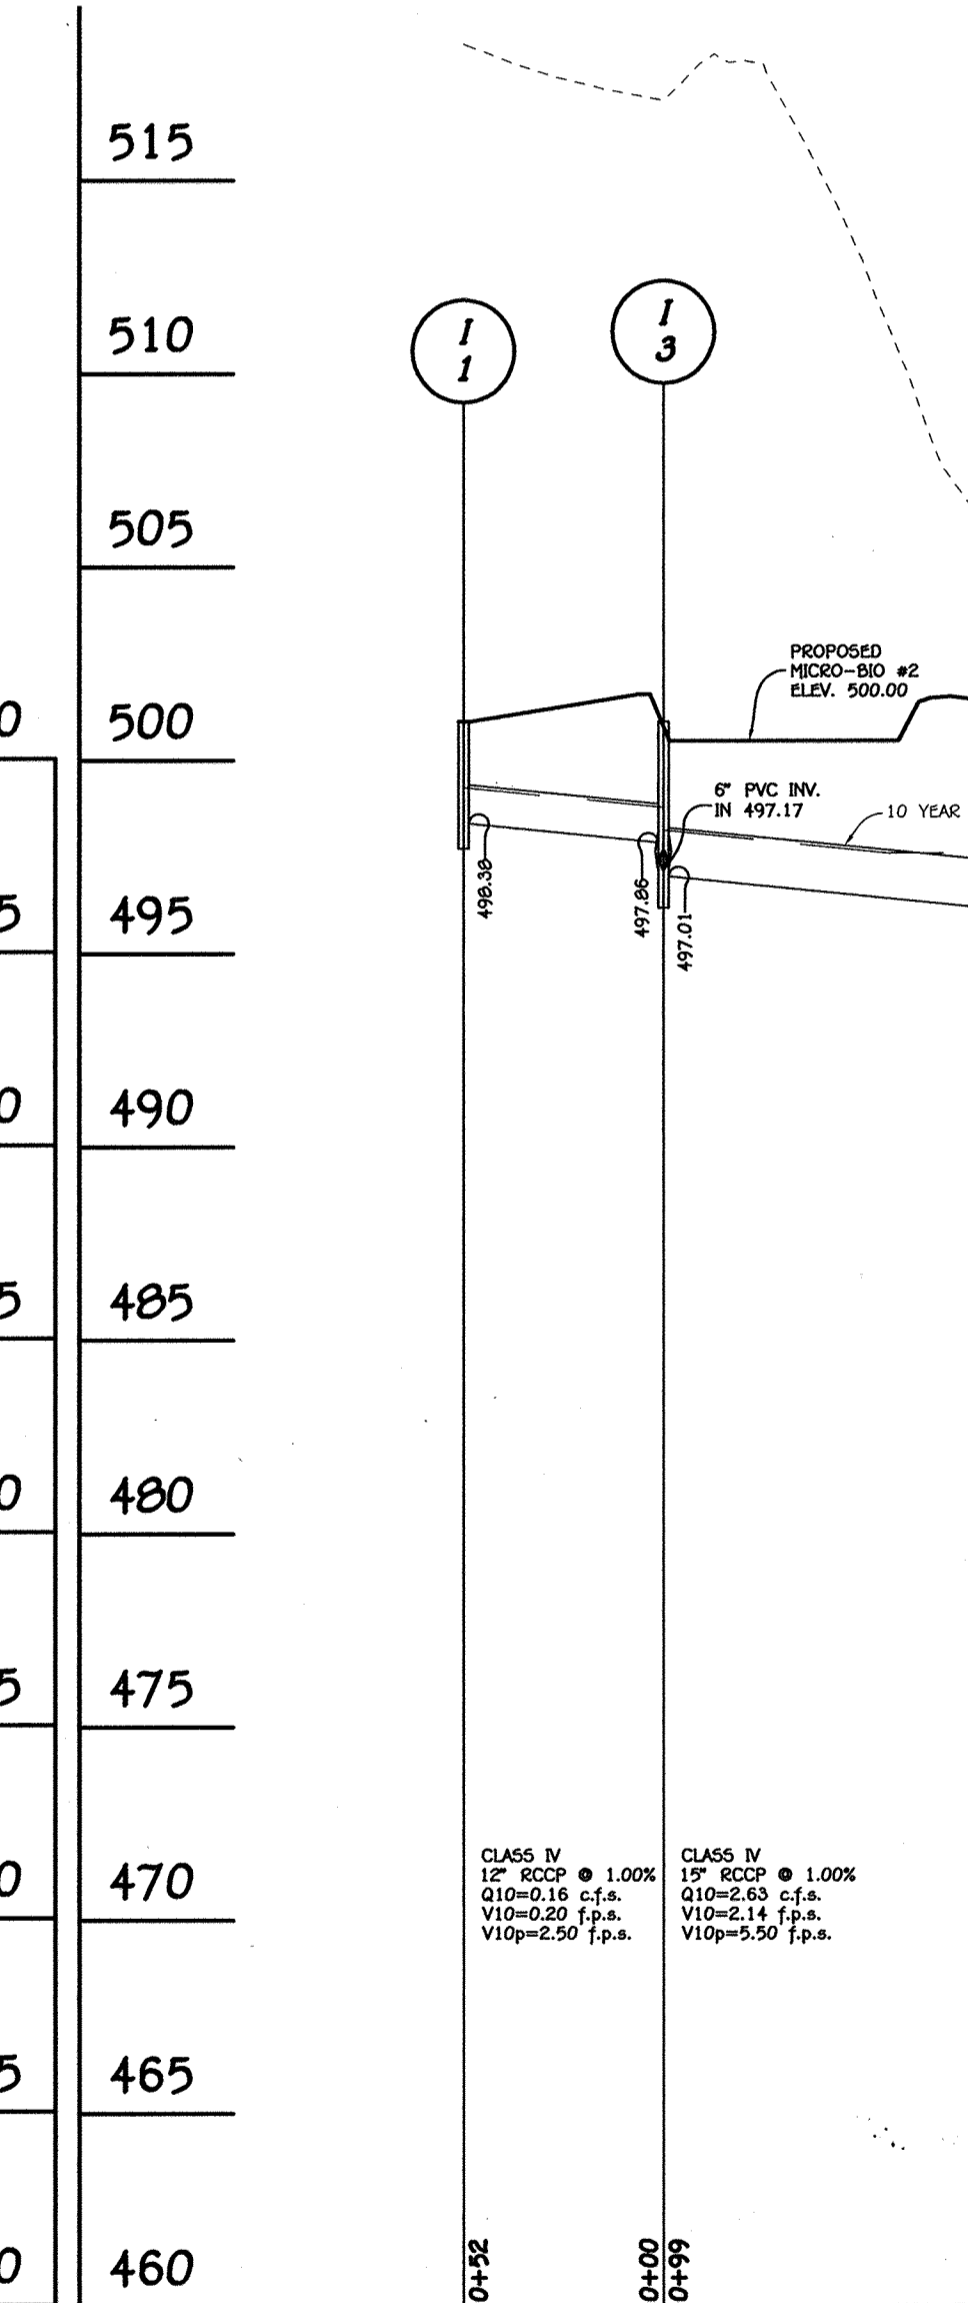 515
I
3
I
1
510
505
PROPOSED
MICRO-BIO #2
ELEV. 500.00
0
500
6" PVC INV.
IN 497.17
10 YEAR
498.38
497.86
497.01
5
495
0
490
5
485
0
480
5
475
CLASS IV
12" RCCP @ 1.00%
Q10=0.16 c.f.s.
V10=0.20 f.p.s.
V10p=2.50 f.p.s.
CLASS IV
15" RCCP @ 1.00%
Q10=2.63 c.f.s.
V10=2.14 f.p.s.
V10p=5.50 f.p.s.
0
470
5
465
0
460
0+52
0+00
0+99